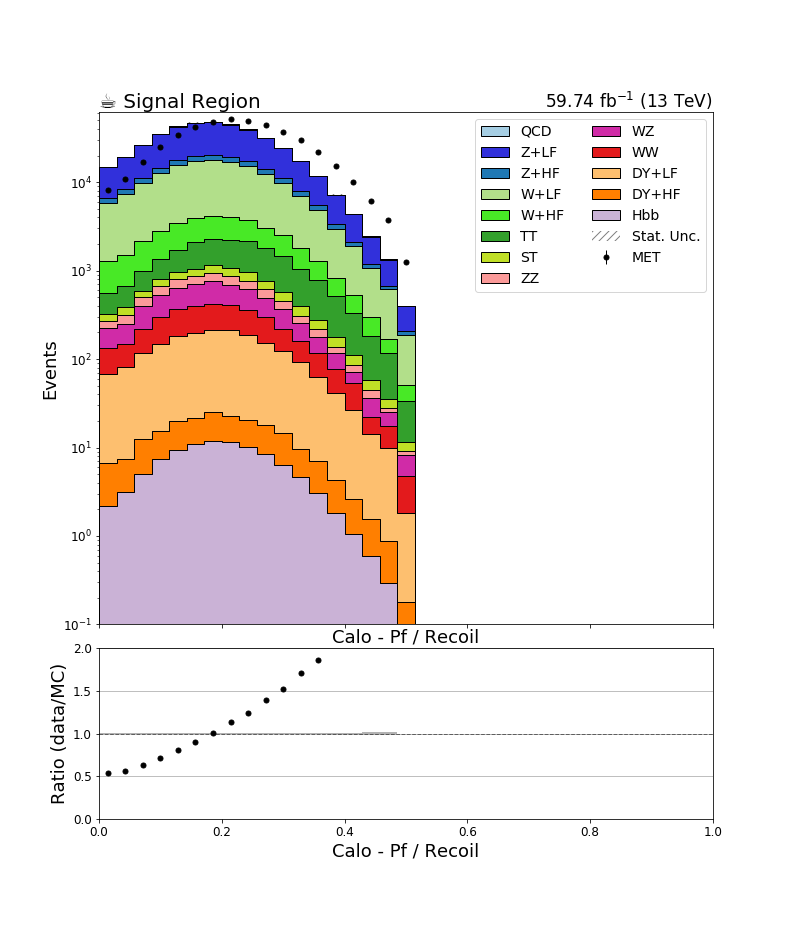 ☕ Signal Region
59.74 fb⁻¹ (13 TeV)
QCD
Z+LF
Z+HF
W+LF
W+HF
TT
ST
ZZ
WZ
WW
DY+LF
DY+HF
Hbb
Stat. Unc.
MET
Events
10⁴
10³
10²
10¹
10⁰
10⁻¹
Calo - Pf / Recoil
Ratio (data/MC)
2.0
1.5
1.0
0.5
0.0
0.0 0.2 0.4 0.6 0.8 1.0
Calo - Pf / Recoil